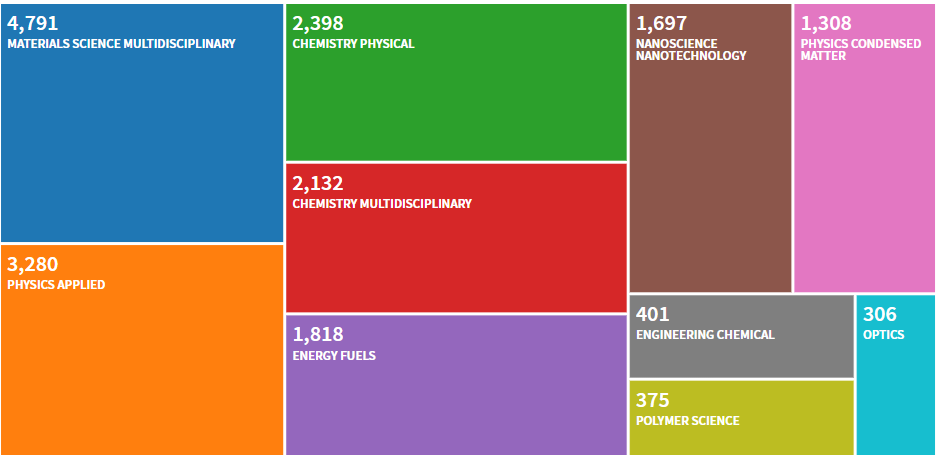 4,791
MATERIALS SCIENCE MULTIDISCIPLINARY
3,280
PHYSICS APPLIED
2,398
CHEMISTRY PHYSICAL
2,132
CHEMISTRY MULTIDISCIPLINARY
1,818
ENERGY FUELS
1,697
NANOSCIENCE
NANOTECHNOLOGY
1,308
PHYSICS CONDENSED
MATTER
401
ENGINEERING CHEMICAL
375
POLYMER SCIENCE
306
OPTICS